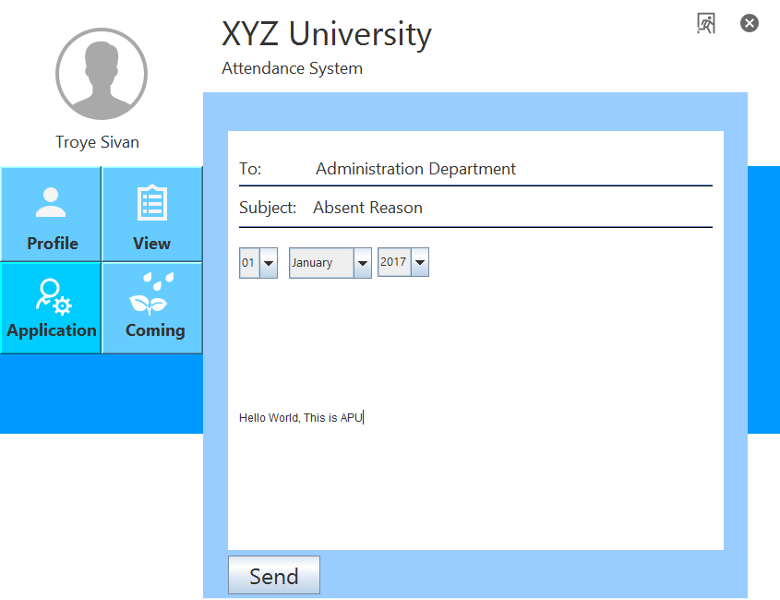 XYZ University
Attendance System
Troye Sivan
Profile
View
Application
Coming
To: Administration Department
Subject: Absent Reason
01 January 2017
Hello World, This is APU
Send